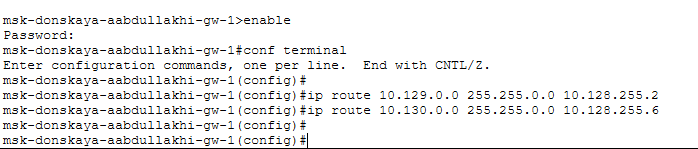 msk-donskaya-aabdullakhi-gw-1>enable
Password:
msk-donskaya-aabdullakhi-gw-1#conf terminal
Enter configuration commands, one per line.  End with CNTL/Z.
msk-donskaya-aabdullakhi-gw-1(config)#
msk-donskaya-aabdullakhi-gw-1(config)#ip route 10.129.0.0 255.255.0.0 10.128.255.2
msk-donskaya-aabdullakhi-gw-1(config)#ip route 10.130.0.0 255.255.0.0 10.128.255.6
msk-donskaya-aabdullakhi-gw-1(config)#
msk-donskaya-aabdullakhi-gw-1(config)#